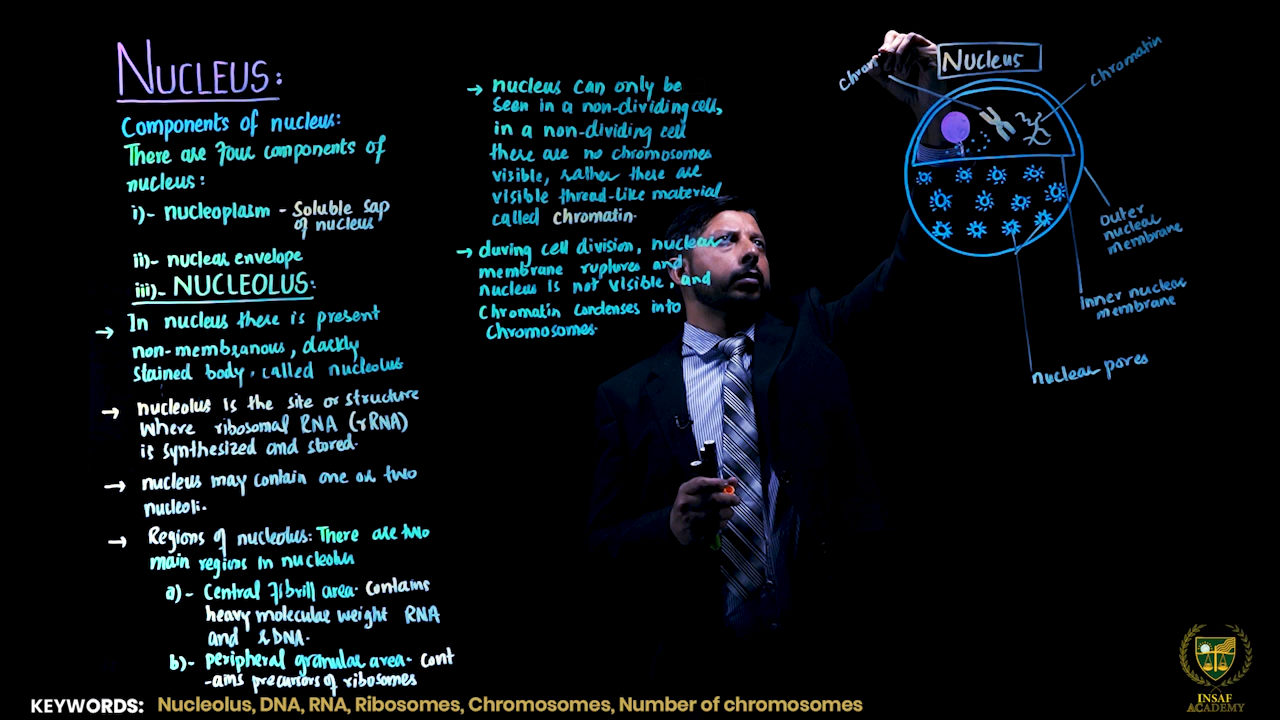 NUCLEUS:
Components of nucleus:
There are four components of
nucleus:
i)- nucleoplasm - Soluble sap
of nucleus
ii)- nuclear envelope
iii)- NUCLEOLUS:
→ In nucleus there is present
non-membranous, darkly
stained body, called nucleolus
→ nucleolus is the site or structure
where ribosomal RNA (rRNA)
is synthesized and stored.
→ nucleus may contain one or two
nucleoli.
→ Regions of nucleolus: There are two
main regions in nucleolus
a)- Central fibrill area- Contains
heavy molecular weight RNA
and rDNA.
b)- peripheral granular area- cont
-ains precursors of ribosomes
→ nucleus can only be
seen in a non-dividing cell,
in a non-dividing cell
there are no chromosomes
visible, rather there are
visible thread-like material
called chromatin.
→ during cell division, nuclear
membrane ruptures and
nucleus is not visible, and
Chromatin condenses into
chromosomes.
Nucleus
chrom
chromatin
Outer
nuclear
membrane
Inner nuclear
membrane
nuclear pores
KEYWORDS: Nucleolus, DNA, RNA, Ribosomes, Chromosomes, Number of chromosomes
INSAF
ACADEMY